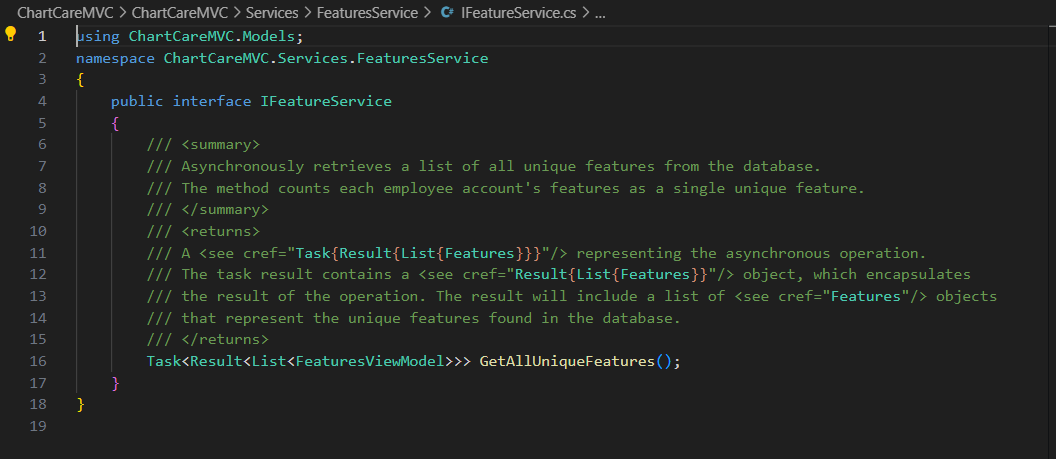 ChartCareMVC > ChartCareMVC > Services > FeaturesService > C# IFeatureService.cs > ...
1 using ChartCareMVC.Models;
2 namespace ChartCareMVC.Services.FeaturesService
3 {
4 public interface IFeatureService
5 {
6 /// <summary>
7 /// Asynchronously retrieves a list of all unique features from the database.
8 /// The method counts each employee account's features as a single unique feature.
9 /// </summary>
10 /// <returns>
11 /// A <see cref="Task{Result{List{Features}}}"/> representing the asynchronous operation.
12 /// The task result contains a <see cref="Result{List{Features}}"/> object, which encapsulates
13 /// the result of the operation. The result will include a list of <see cref="Features"/> objects
14 /// that represent the unique features found in the database.
15 /// </returns>
16 Task<Result<List<FeaturesViewModel>>> GetAllUniqueFeatures();
17 }
18 }
19